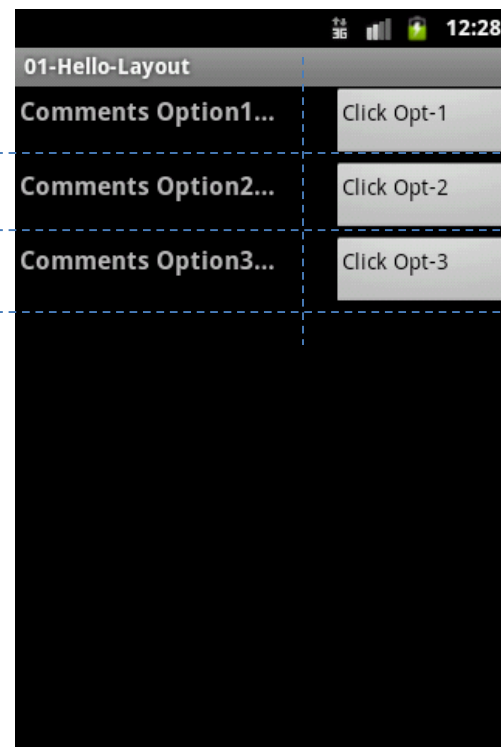 3G 12:28
01-Hello-Layout
Comments Option1... Click Opt-1
Comments Option2... Click Opt-2
Comments Option3... Click Opt-3